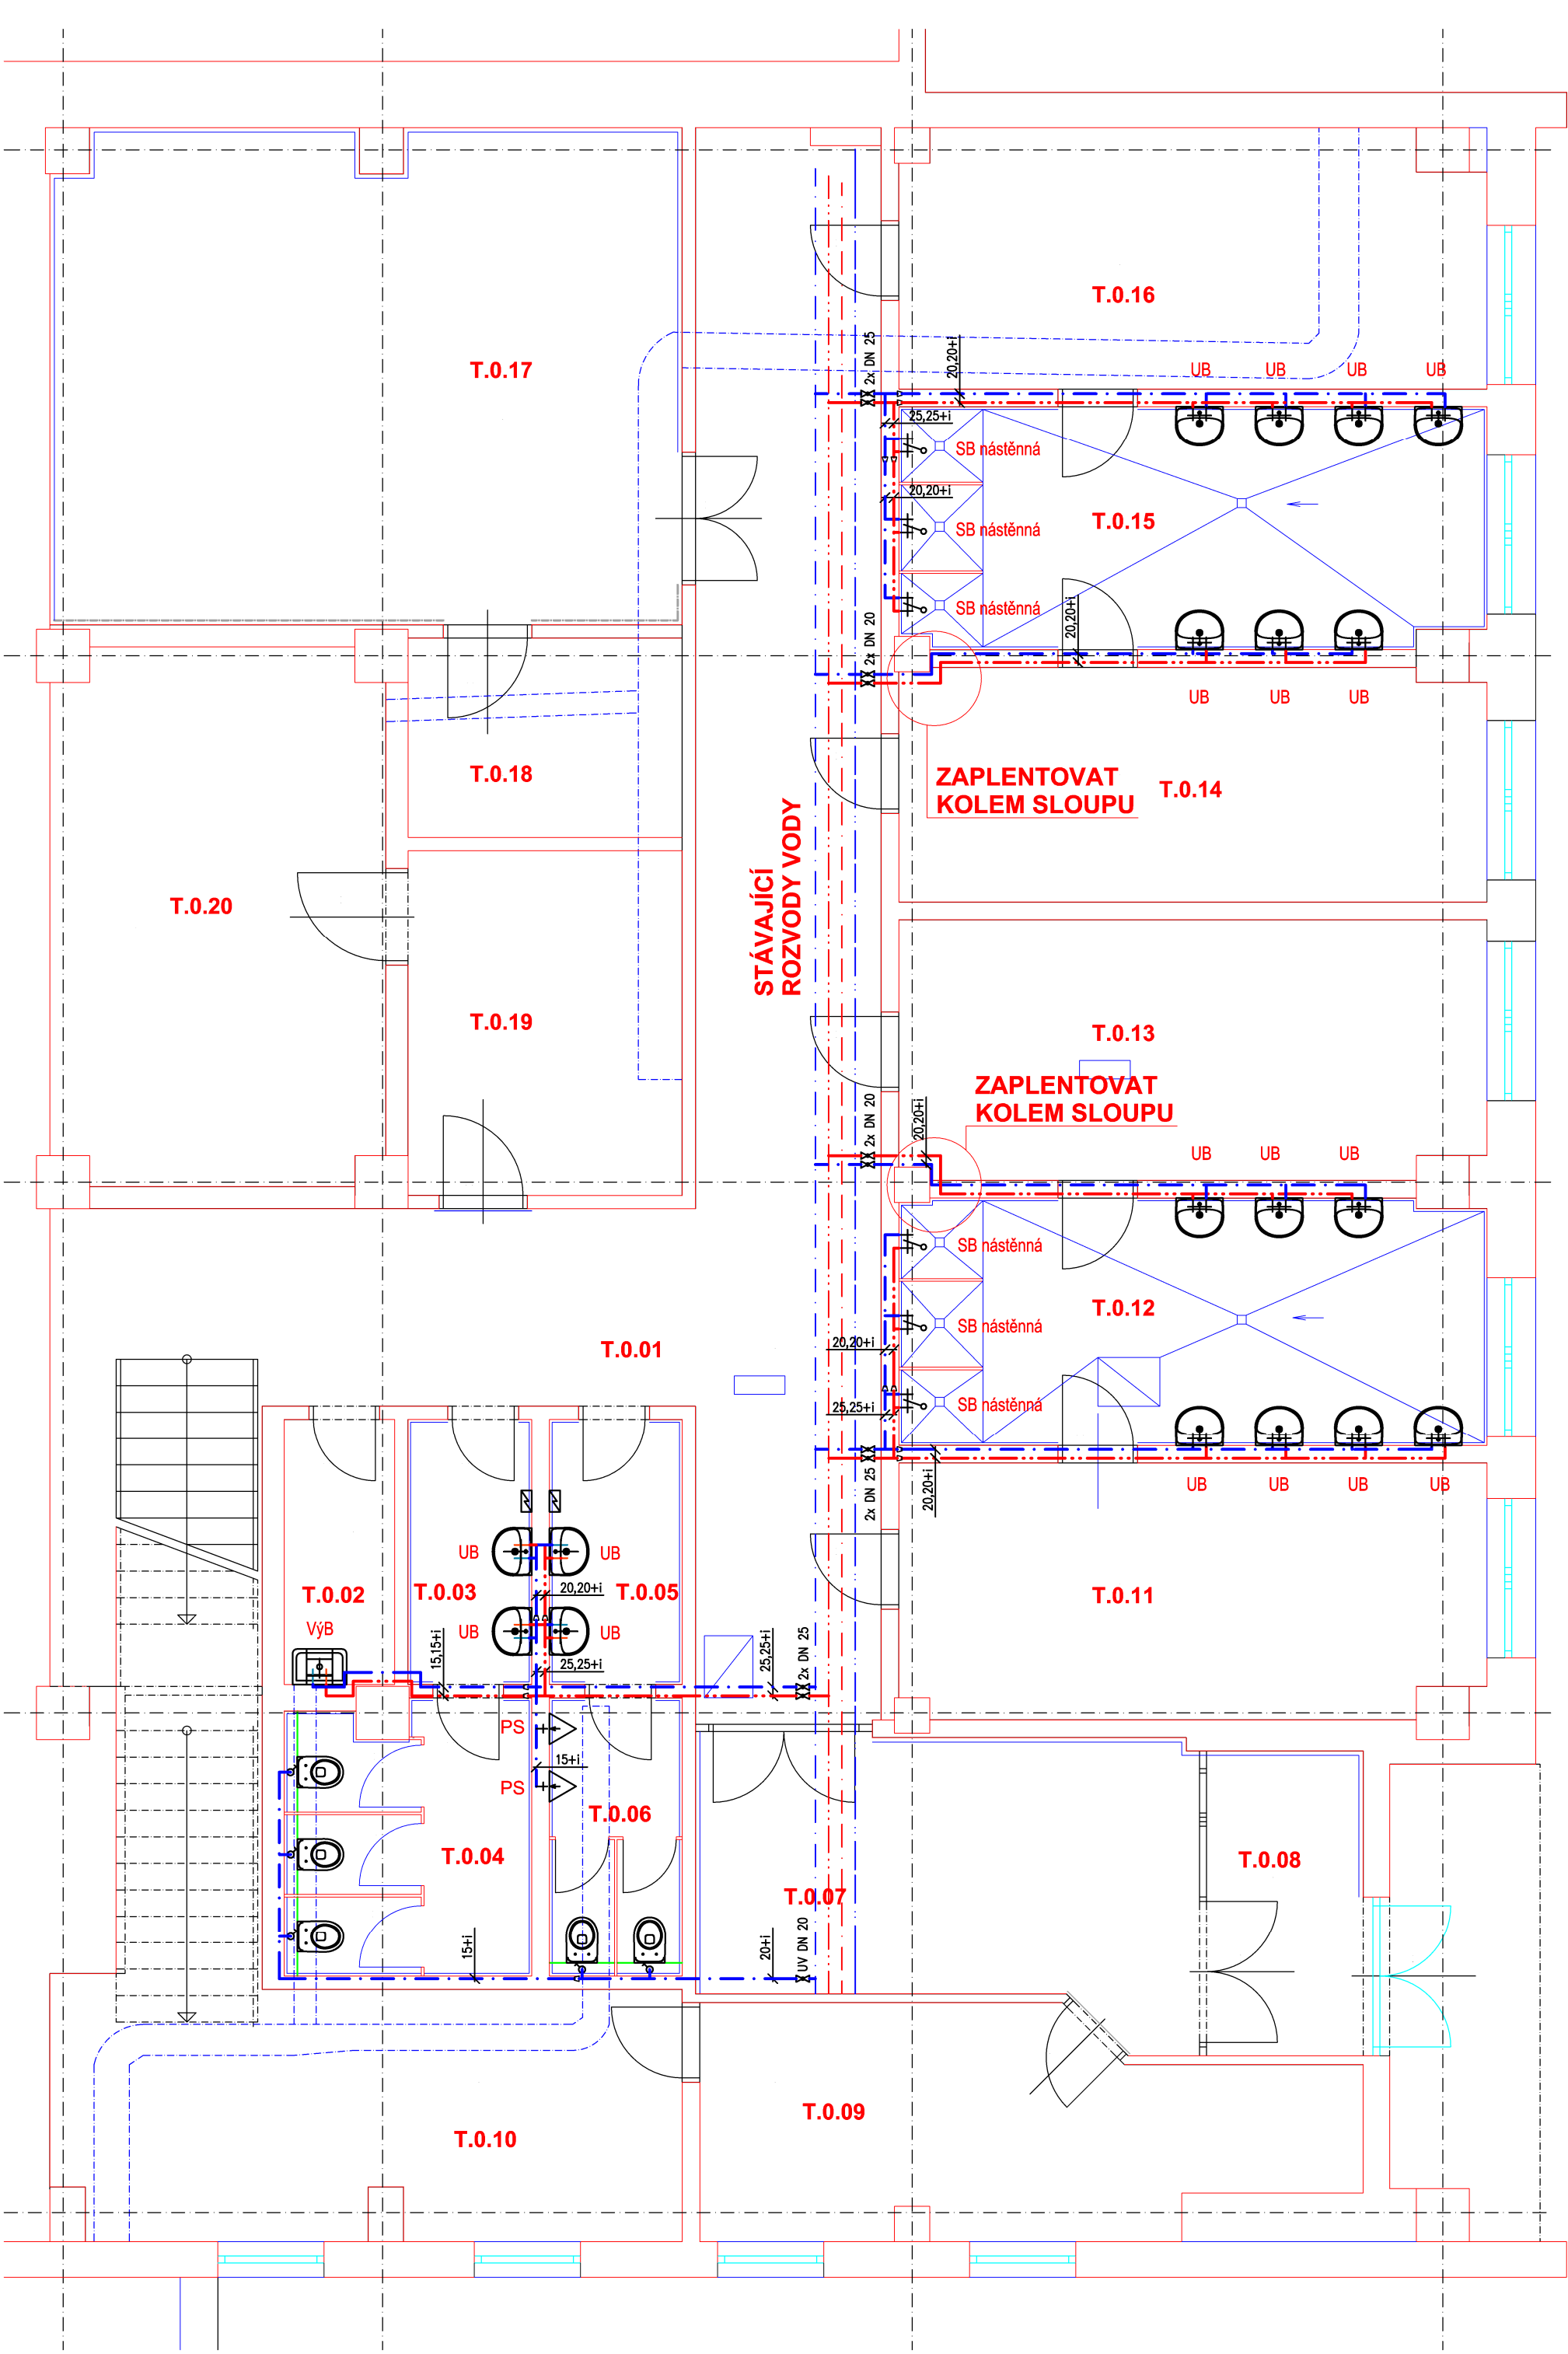 T.0.16
2x DN 25
20,20+i
UB
UB
UB
UB
T.0.17
25,25+i
SB nástěnná
20,20+i
T.0.15
SB nástěnná
SB nástěnná
20,20+i
2x DN 20
UB
UB
UB
T.0.18
ZAPLENTOVAT
KOLEM SLOUPU
T.0.14
STÁVAJÍCÍ
ROZVODY VODY
T.0.20
T.0.19
T.0.13
ZAPLENTOVAT
KOLEM SLOUPU
2x DN 20
20,20+i
UB
UB
UB
SB nástěnná
T.0.12
SB nástěnná
20,20+i
T.0.01
SB nástěnná
25,25+i
2x DN 25
20,20+i
UB
UB
UB
UB
UB
UB
T.0.02
T.0.03
20,20+i
T.0.05
T.0.11
VýB
UB
UB
15,15+i
25,25+i
25,25+i
2x DN 25
PS
15+i
PS
T.0.06
T.0.04
T.0.08
T.0.07
15+i
20+i
UV DN 20
T.0.09
T.0.10